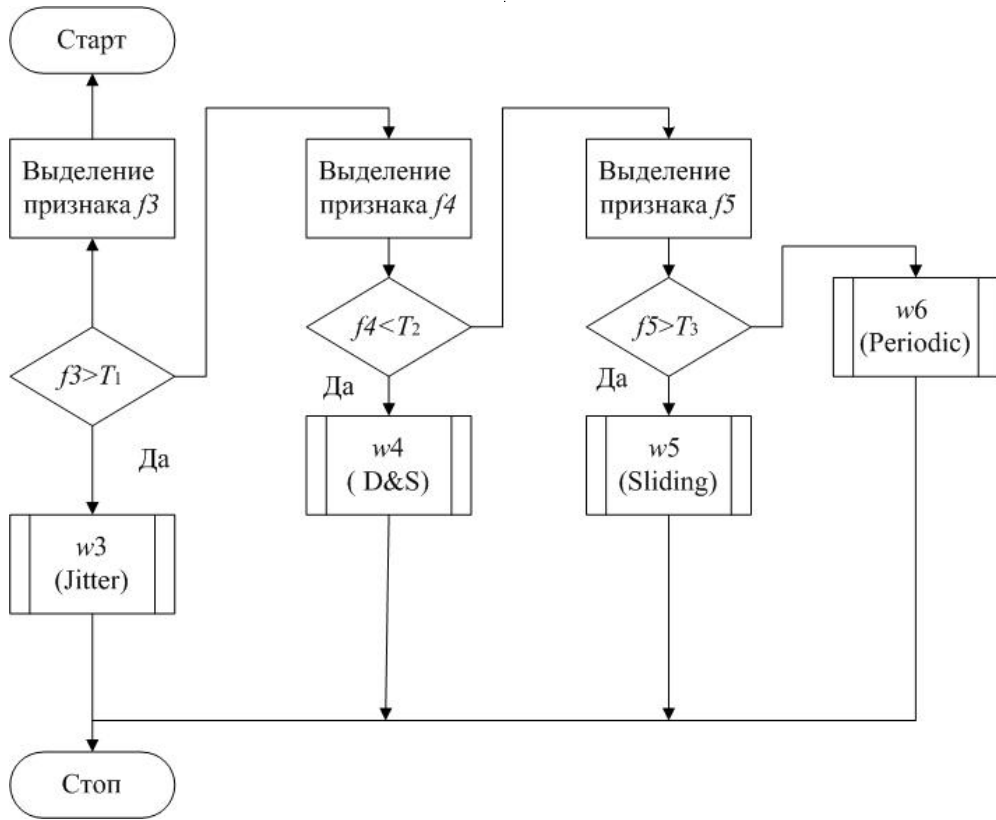 Старт
Выделение
признака f3
f3>T1
Да
w3
(Jitter)
Стоп
Выделение
признака f4
f4<T2
Да
w4
( D&S)
Выделение
признака f5
f5>T3
Да
w5
(Sliding)
w6
(Periodic)